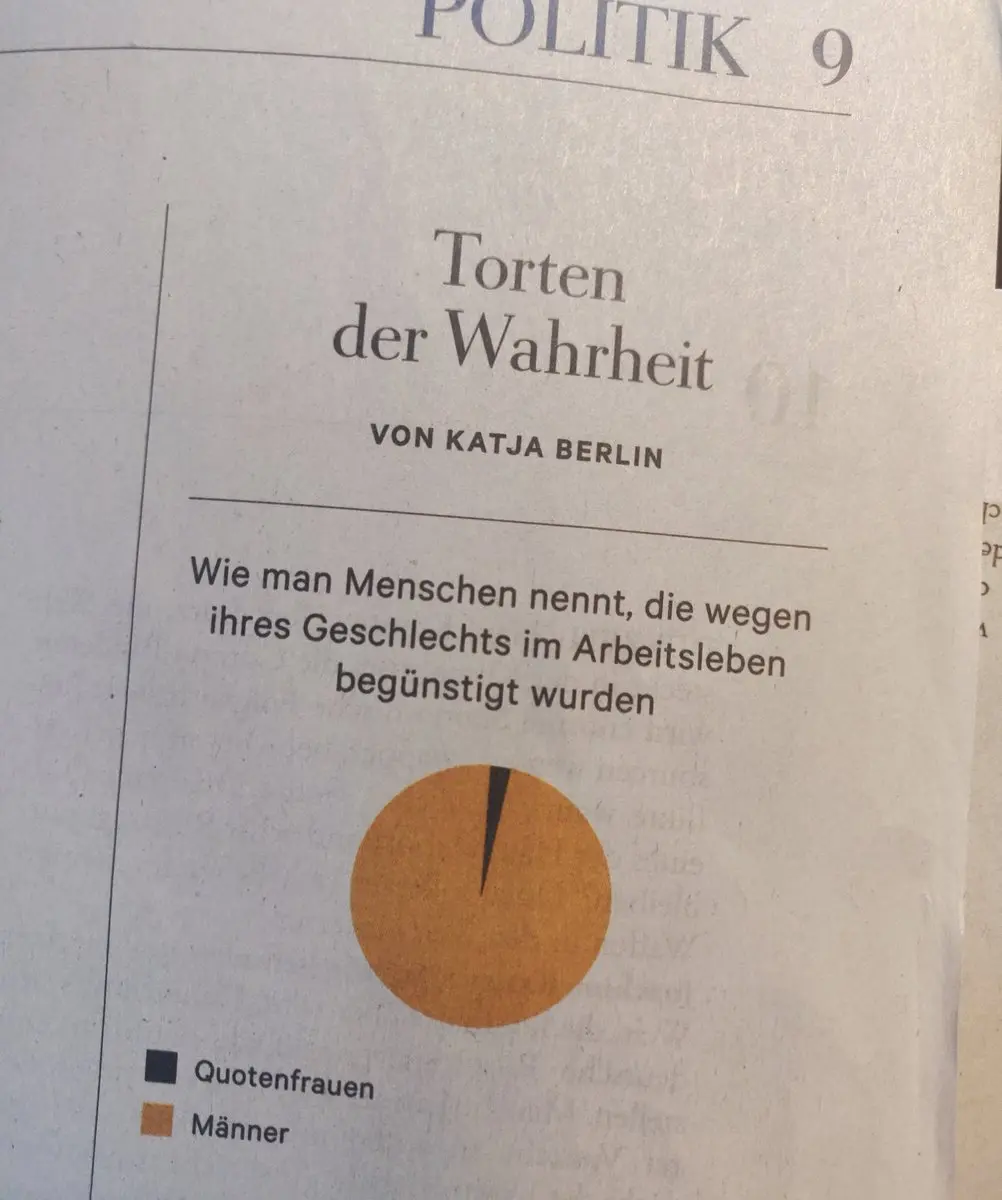 POLITIK 9
Torten
der Wahrheit
VON KATJA BERLIN
Wie man Menschen nennt, die wegen
ihres Geschlechts im Arbeitsleben
begünstigt wurden
Quotenfrauen
Männer